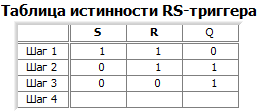 Таблица истинности RS-триггера
S R Q
Шаг 1 1 1 0
Шаг 2 0 1 1
Шаг 3 0 0 1
Шаг 4